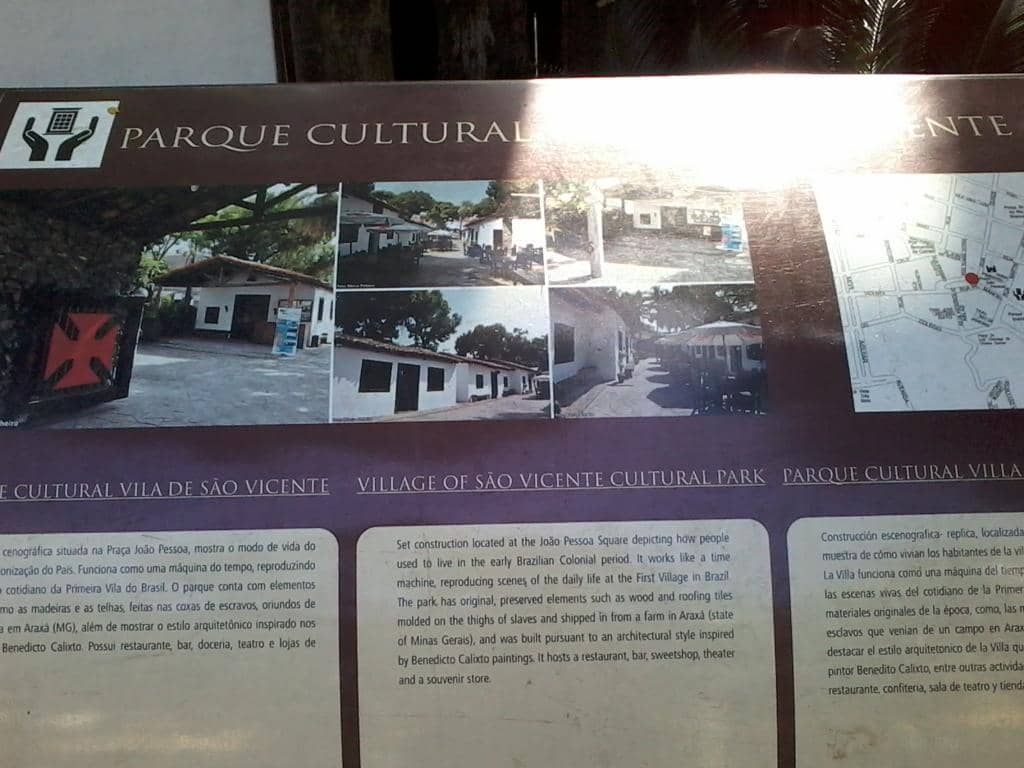 PARQUE CULTURAL
ENTE
E CULTURAL VILA DE SÃO VICENTE
cenográfica situada na Praça João Pessoa, mostra o modo de vida do
onização do País. Funciona como uma máquina do tempo, reproduzindo
cotidiano da Primeira Vila do Brasil. O parque conta com elementos
mo as madeiras e as telhas, feitas nas coxas de escravos, oriundos de
a em Araxá (MG), além de mostrar o estilo arquitetônico inspirado nos
Benedicto Calixto. Possui restaurante, bar, doceria, teatro e lojas de
VILLAGE OF SÃO VICENTE CULTURAL PARK
Set construction located at the João Pessoa Square depicting how people
used to live in the early Brazilian Colonial period. It works like a time
machine, reproducing scenes of the daily life at the First Village in Brazil.
The park has original, preserved elements such as wood and roofing tiles
molded on the thighs of slaves and shipped in from a farm in Araxá (state
of Minas Gerais), and was built pursuant to an architectural style inspired
by Benedicto Calixto paintings. It hosts a restaurant, bar, sweetshop, theater
and a souvenir store.
PARQUE CULTURAL VILLA
Construcción escenografica- replica, localizada
muestra de cómo vivian los habitantes de la vil
La Villa funciona como una máquina del tiemp
las escenas vivas del cotidiano de la Primer
materiales originales de la época, como, las m
esclavos que venian de un campo en Arax
destacar el estilo arquitetonico de la Villa qu
pintor Benedito Calixto, entre outras activida
restaurante, confiteria, sala de teatro y tienda